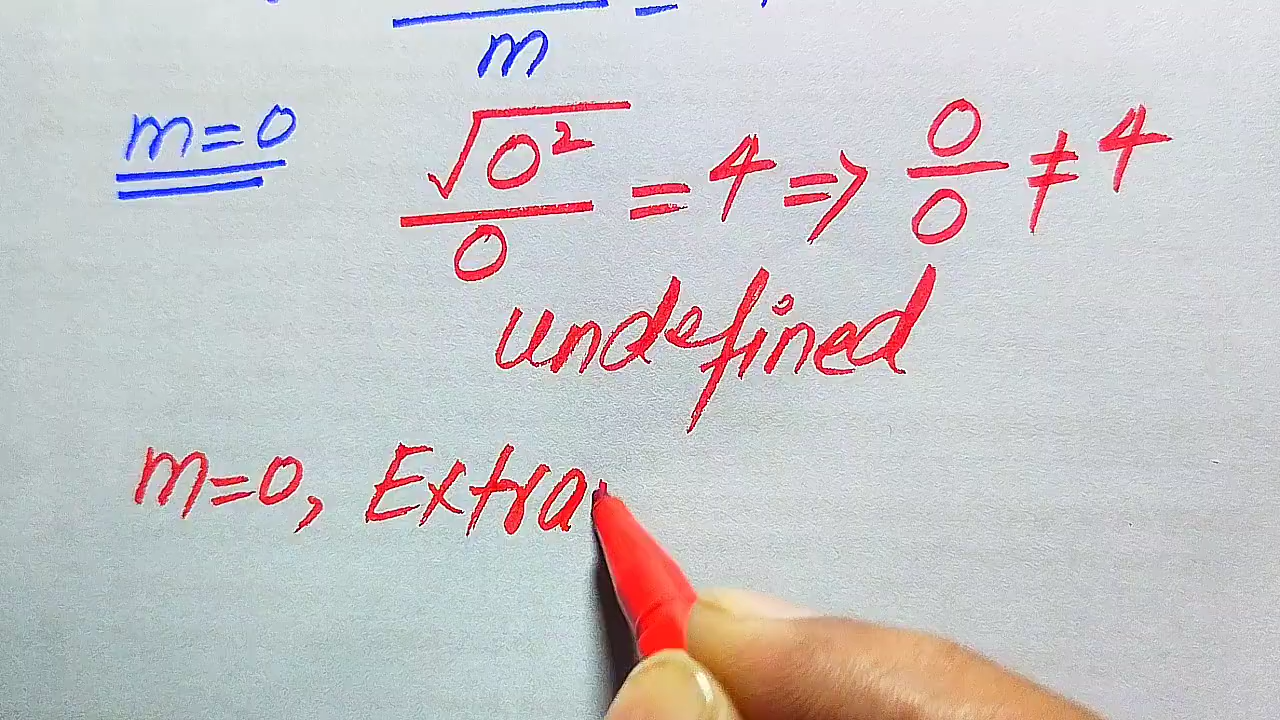 m
m=0
√0²/0 = 4 => 0/0 ≠ 4
undefined
m=0, Extra